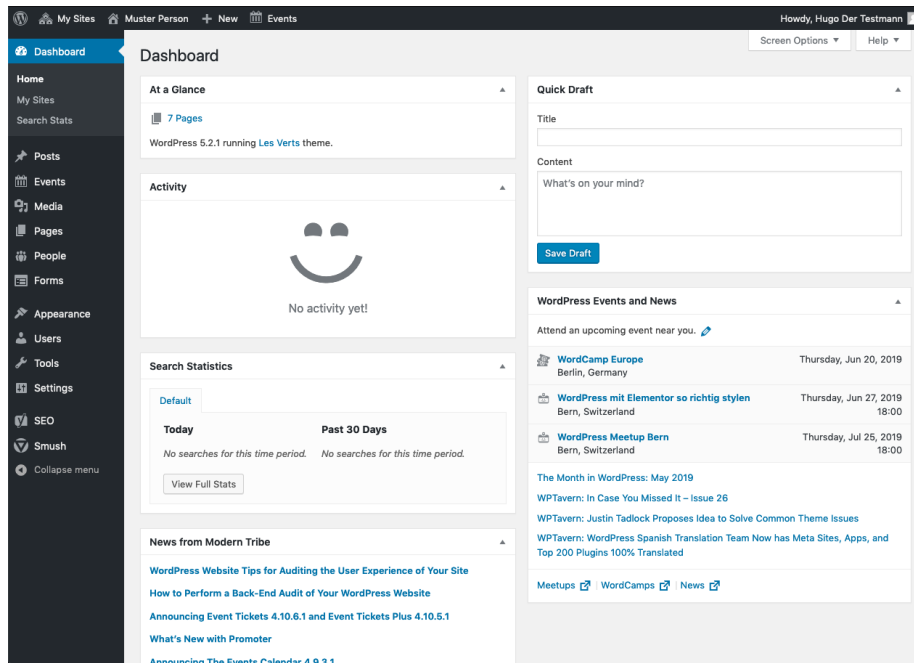 My Sites
Muster Person
New
Events
Howdy, Hugo Der Testmann
Screen Options
Help
Dashboard
Home
My Sites
Search Stats
Posts
Events
Media
Pages
People
Forms
Appearance
Users
Tools
Settings
SEO
Smush
Collapse menu
Dashboard
At a Glance
7 Pages
WordPress 5.2.1 running Les Verts theme.
Activity
No activity yet!
Search Statistics
Default
Today
Past 30 Days
No searches for this time period.
No searches for this time period.
View Full Stats
News from Modern Tribe
WordPress Website Tips for Auditing the User Experience of Your Site
How to Perform a Back-End Audit of Your WordPress Website
Announcing Event Tickets 4.10.6.1 and Event Tickets Plus 4.10.5.1
What's New with Promoter
Announcing The Events Calendar 4.9.3.1
Quick Draft
Title
Content
What's on your mind?
Save Draft
WordPress Events and News
Attend an upcoming event near you.
WordCamp Europe
Berlin, Germany
Thursday, Jun 20, 2019
WordPress mit Elementor so richtig stylen
Bern, Switzerland
Thursday, Jun 27, 2019
18:00
WordPress Meetup Bern
Bern, Switzerland
Thursday, Jul 25, 2019
18:00
The Month in WordPress: May 2019
WPTavern: In Case You Missed It – Issue 26
WPTavern: Justin Tadlock Proposes Idea to Solve Common Theme Issues
WPTavern: WordPress Spanish Translation Team Now has Meta Sites, Apps, and
Top 200 Plugins 100% Translated
Meetups | WordCamps | News